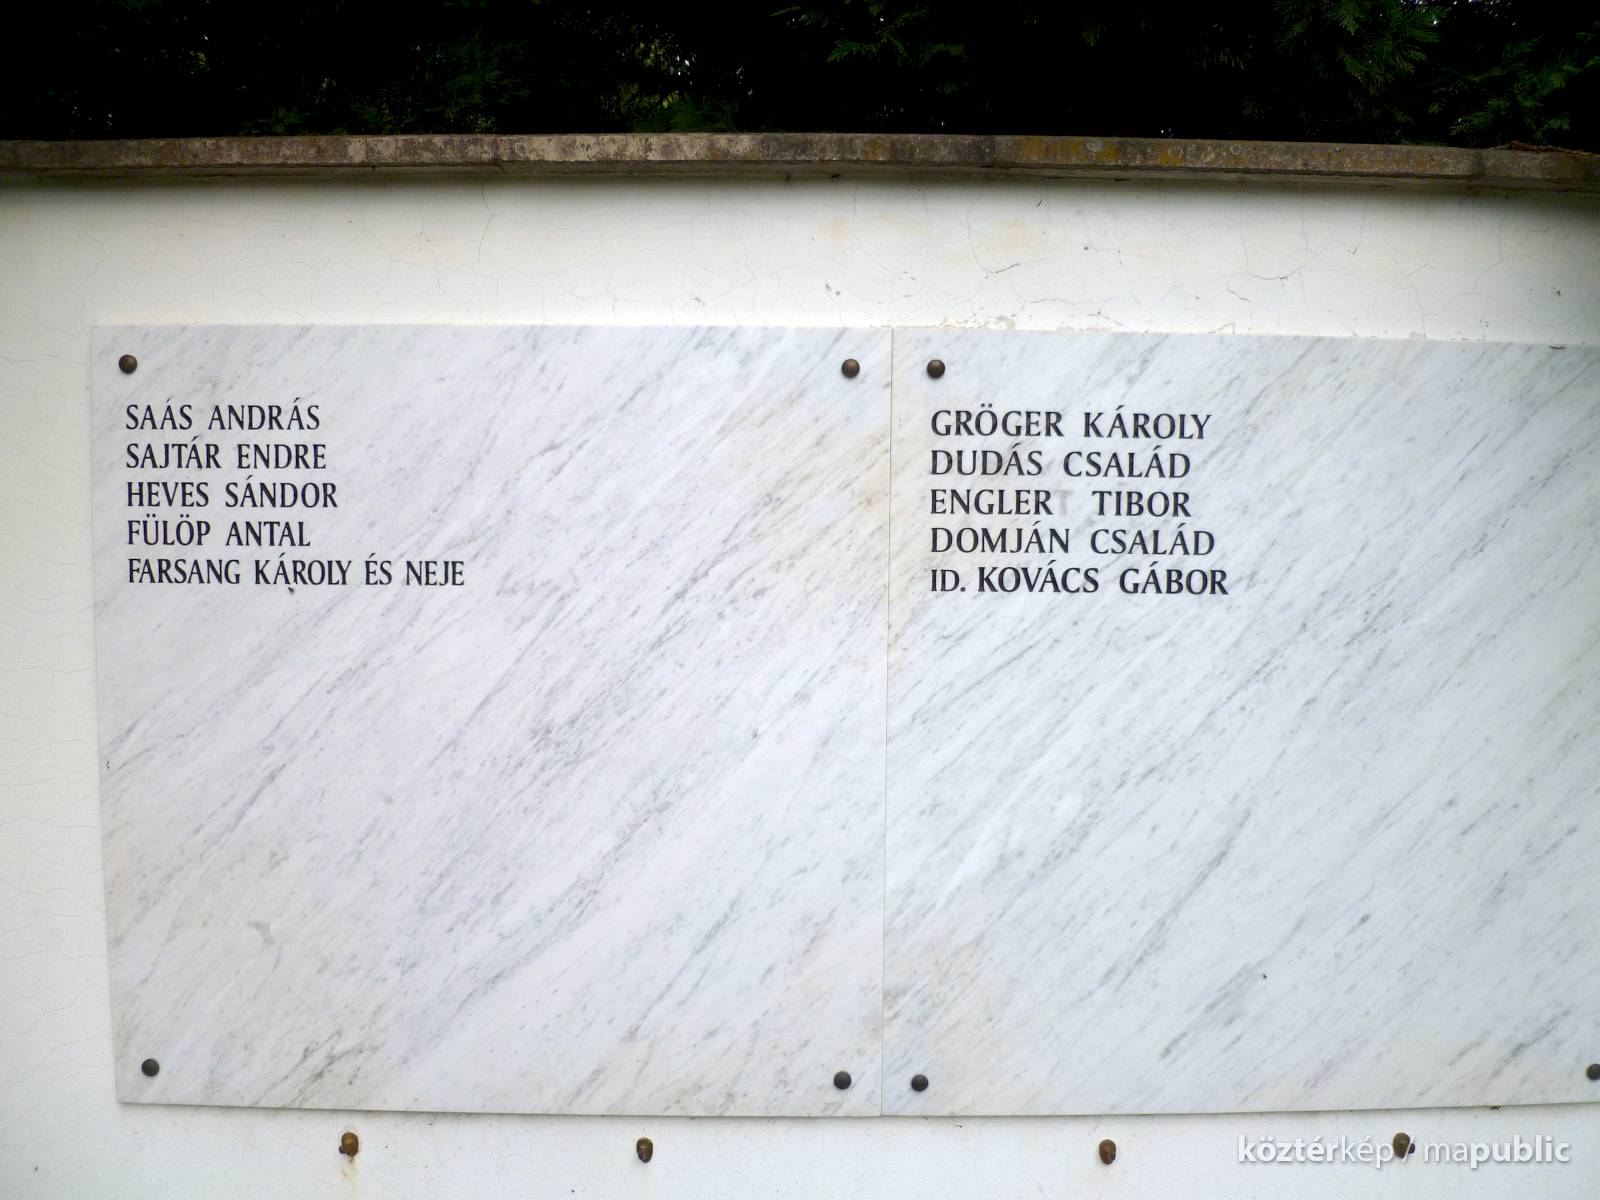 SAÁS ANDRÁS
SAJTÁR ENDRE
HEVES SÁNDOR
FÜLÖP ANTAL
FARSANG KÁROLY ÉS NEJE
GRÖGER KÁROLY
DUDÁS CSALÁD
ENGLERT TIBOR
DOMJÁN CSALÁD
ID. KOVÁCS GÁBOR
köztérkép / mapublic